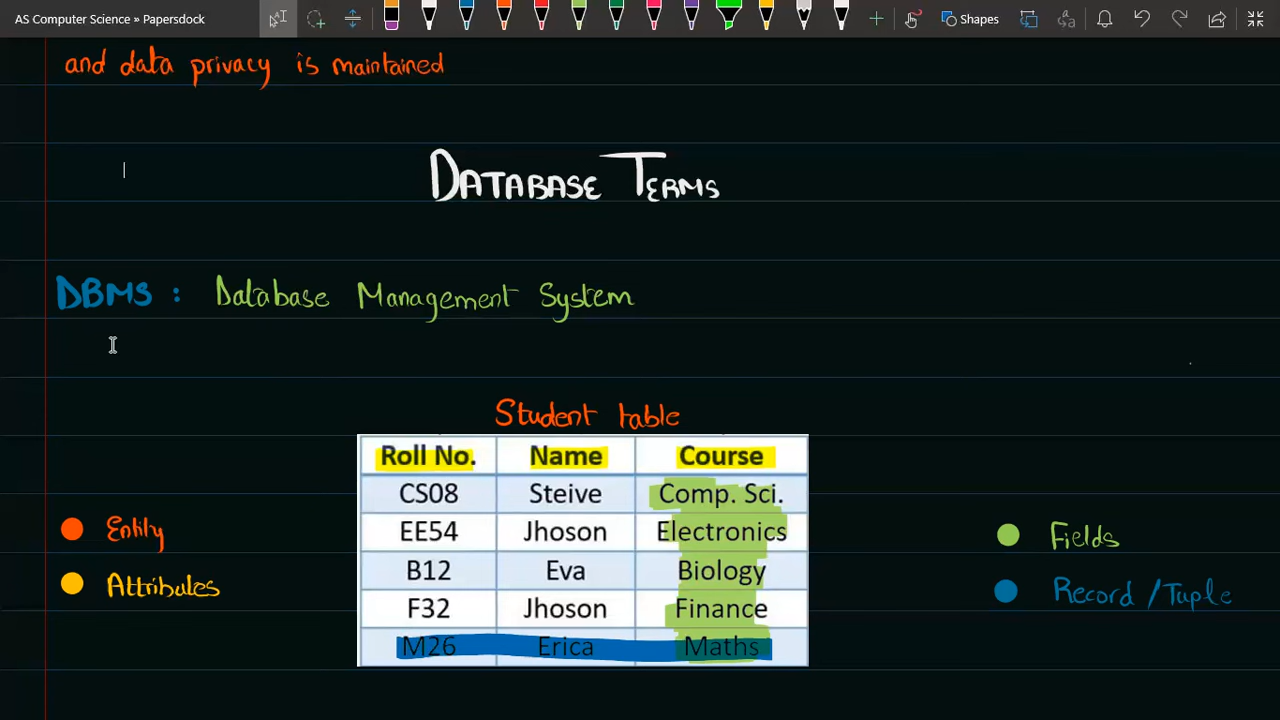 AS Computer Science » Papersdock
Shapes
and data privacy is maintained
DATABASE TERMS
DBMS : Database Management System
Student table
Roll No. Name Course
CS08 Steive Comp. Sci.
EE54 Jhoson Electronics
B12 Eva Biology
F32 Jhoson Finance
M26 Erica Maths
Entity
Attributes
Fields
Record / Tuple